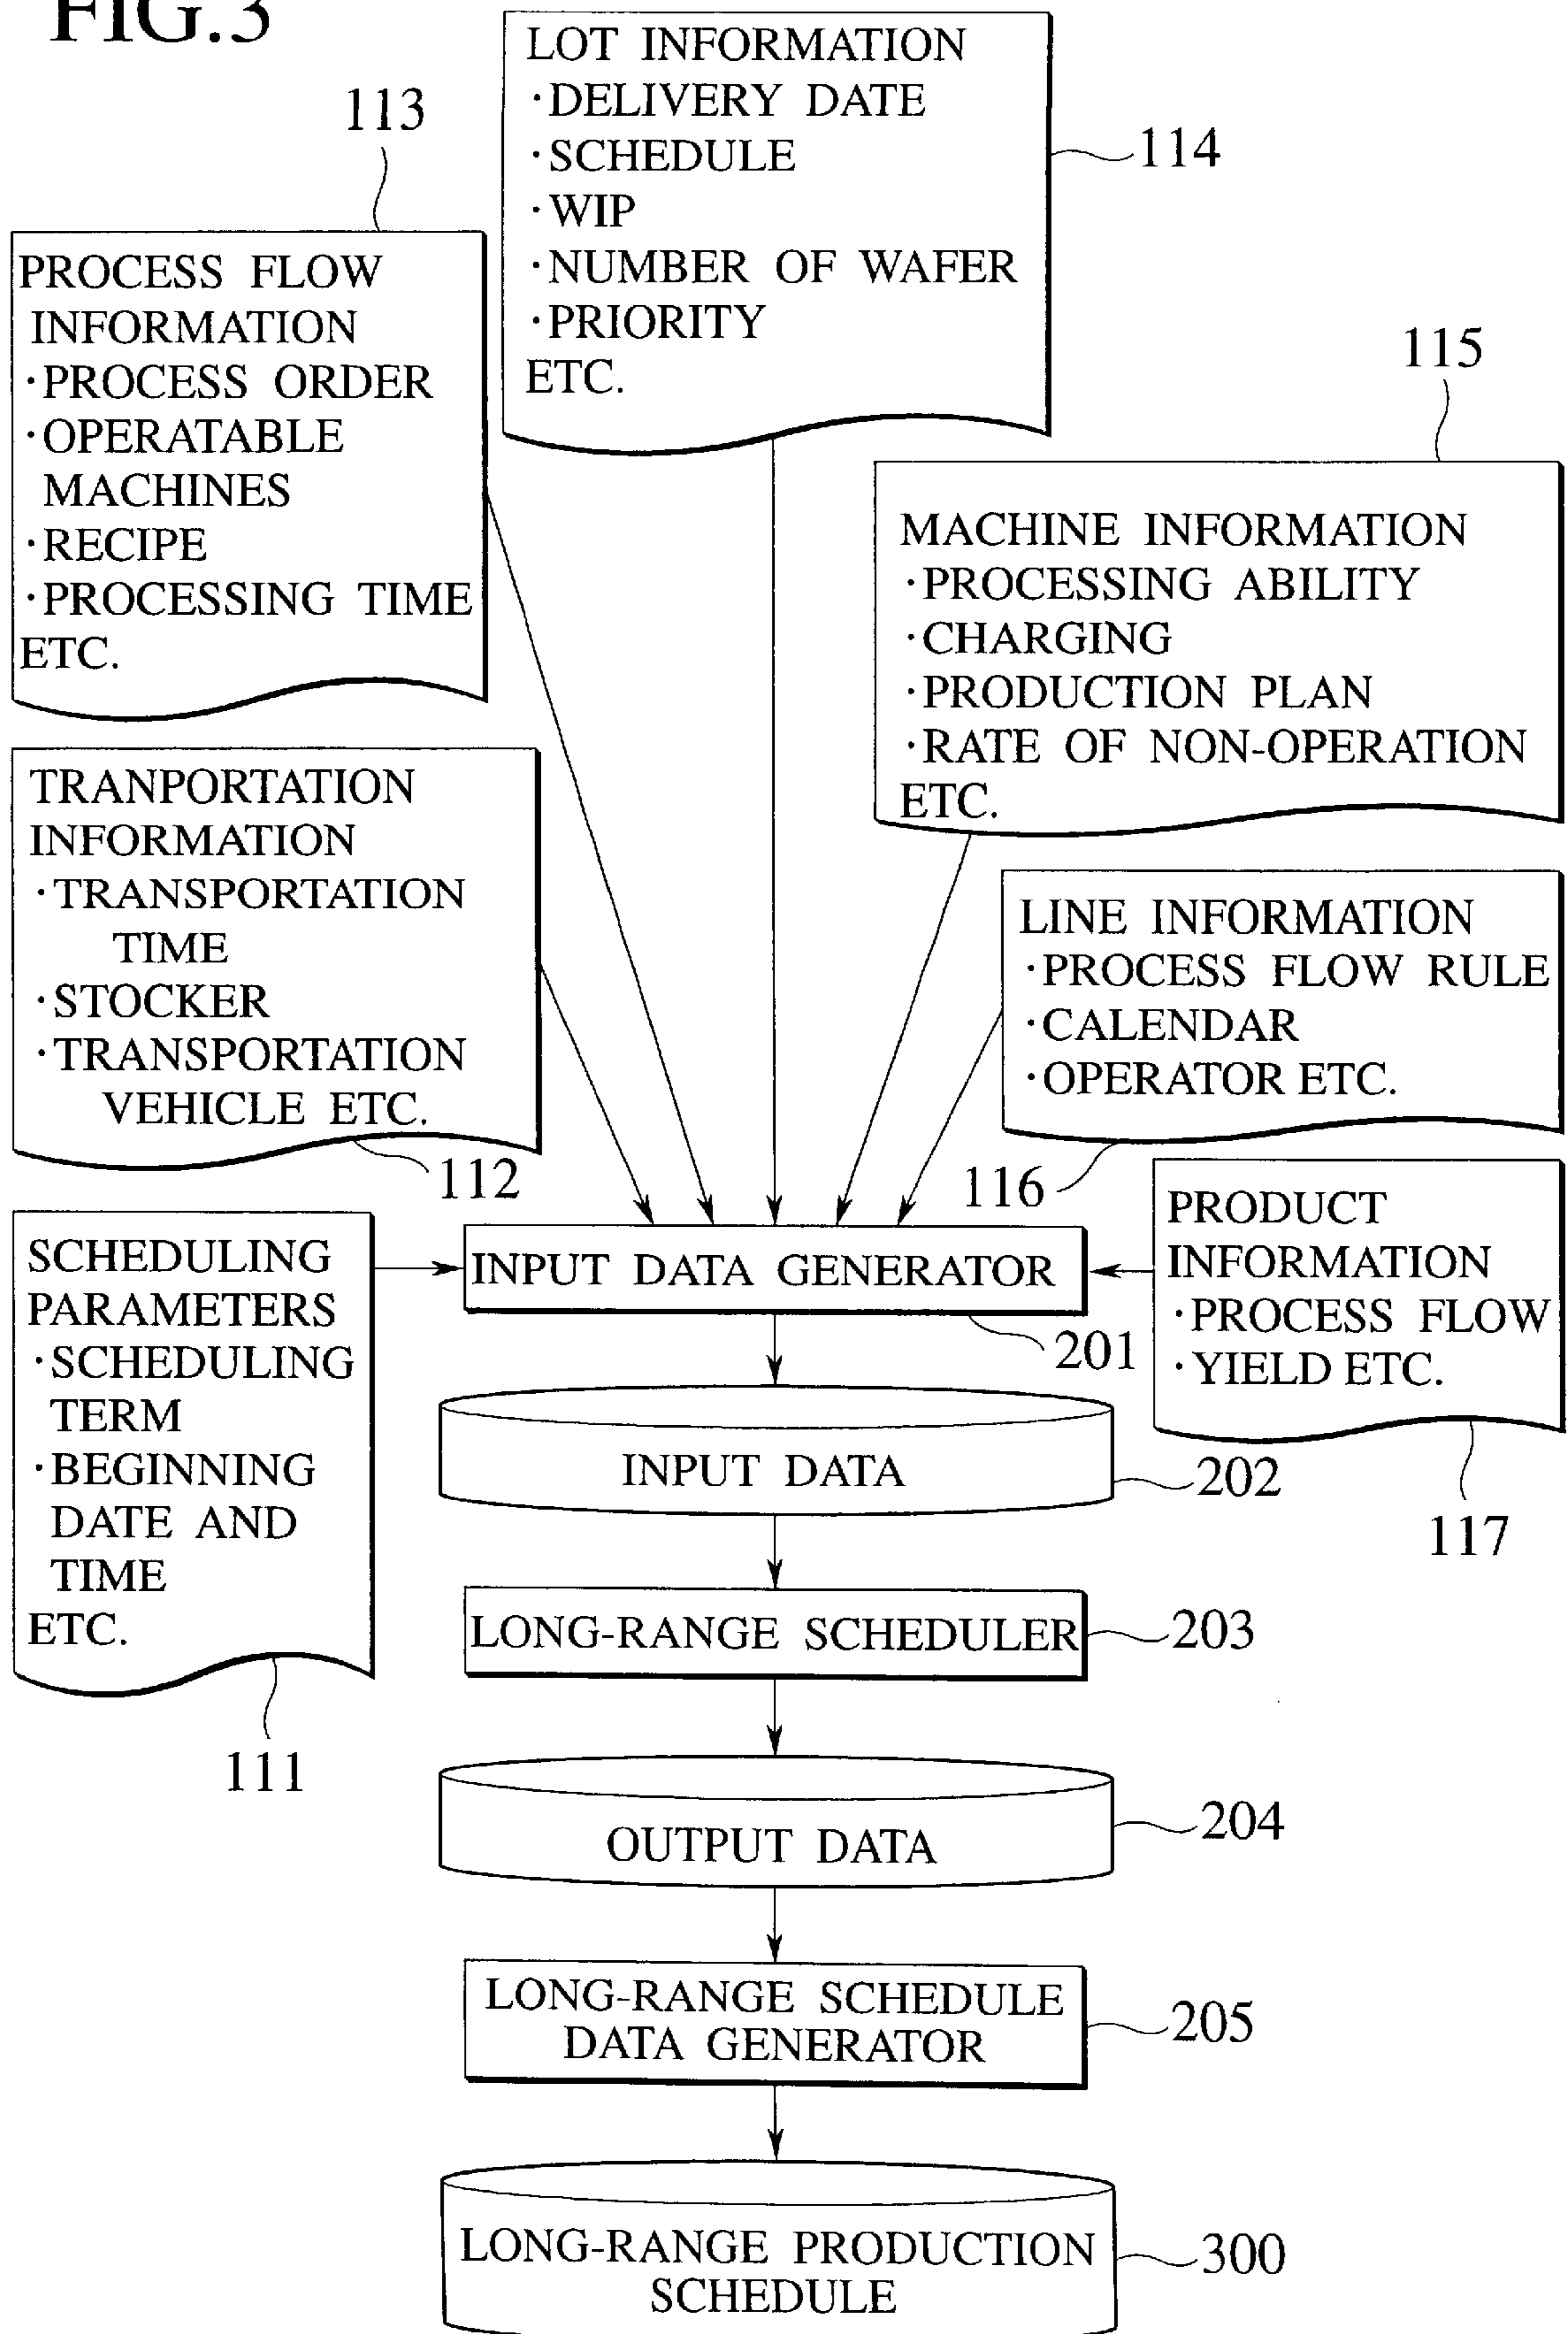 FIG.3
LOT INFORMATION
·DELIVERY DATE
·SCHEDULE
·WIP
·NUMBER OF WAFER
·PRIORITY
ETC.
114
113
PROCESS FLOW
INFORMATION
·PROCESS ORDER
·OPERATABLE
MACHINES
·RECIPE
·PROCESSING TIME
ETC.
115
MACHINE INFORMATION
·PROCESSING ABILITY
·CHARGING
·PRODUCTION PLAN
·RATE OF NON-OPERATION
ETC.
TRANPORTATION
INFORMATION
·TRANSPORTATION
TIME
·STOCKER
·TRANSPORTATION
VEHICLE ETC.
112
LINE INFORMATION
·PROCESS FLOW RULE
·CALENDAR
·OPERATOR ETC.
116
SCHEDULING
PARAMETERS
·SCHEDULING
TERM
·BEGINNING
DATE AND
TIME
ETC.
111
INPUT DATA GENERATOR
201
PRODUCT
INFORMATION
·PROCESS FLOW
·YIELD ETC.
117
INPUT DATA
202
LONG-RANGE SCHEDULER
203
OUTPUT DATA
204
LONG-RANGE SCHEDULE
DATA GENERATOR
205
LONG-RANGE PRODUCTION
SCHEDULE
300